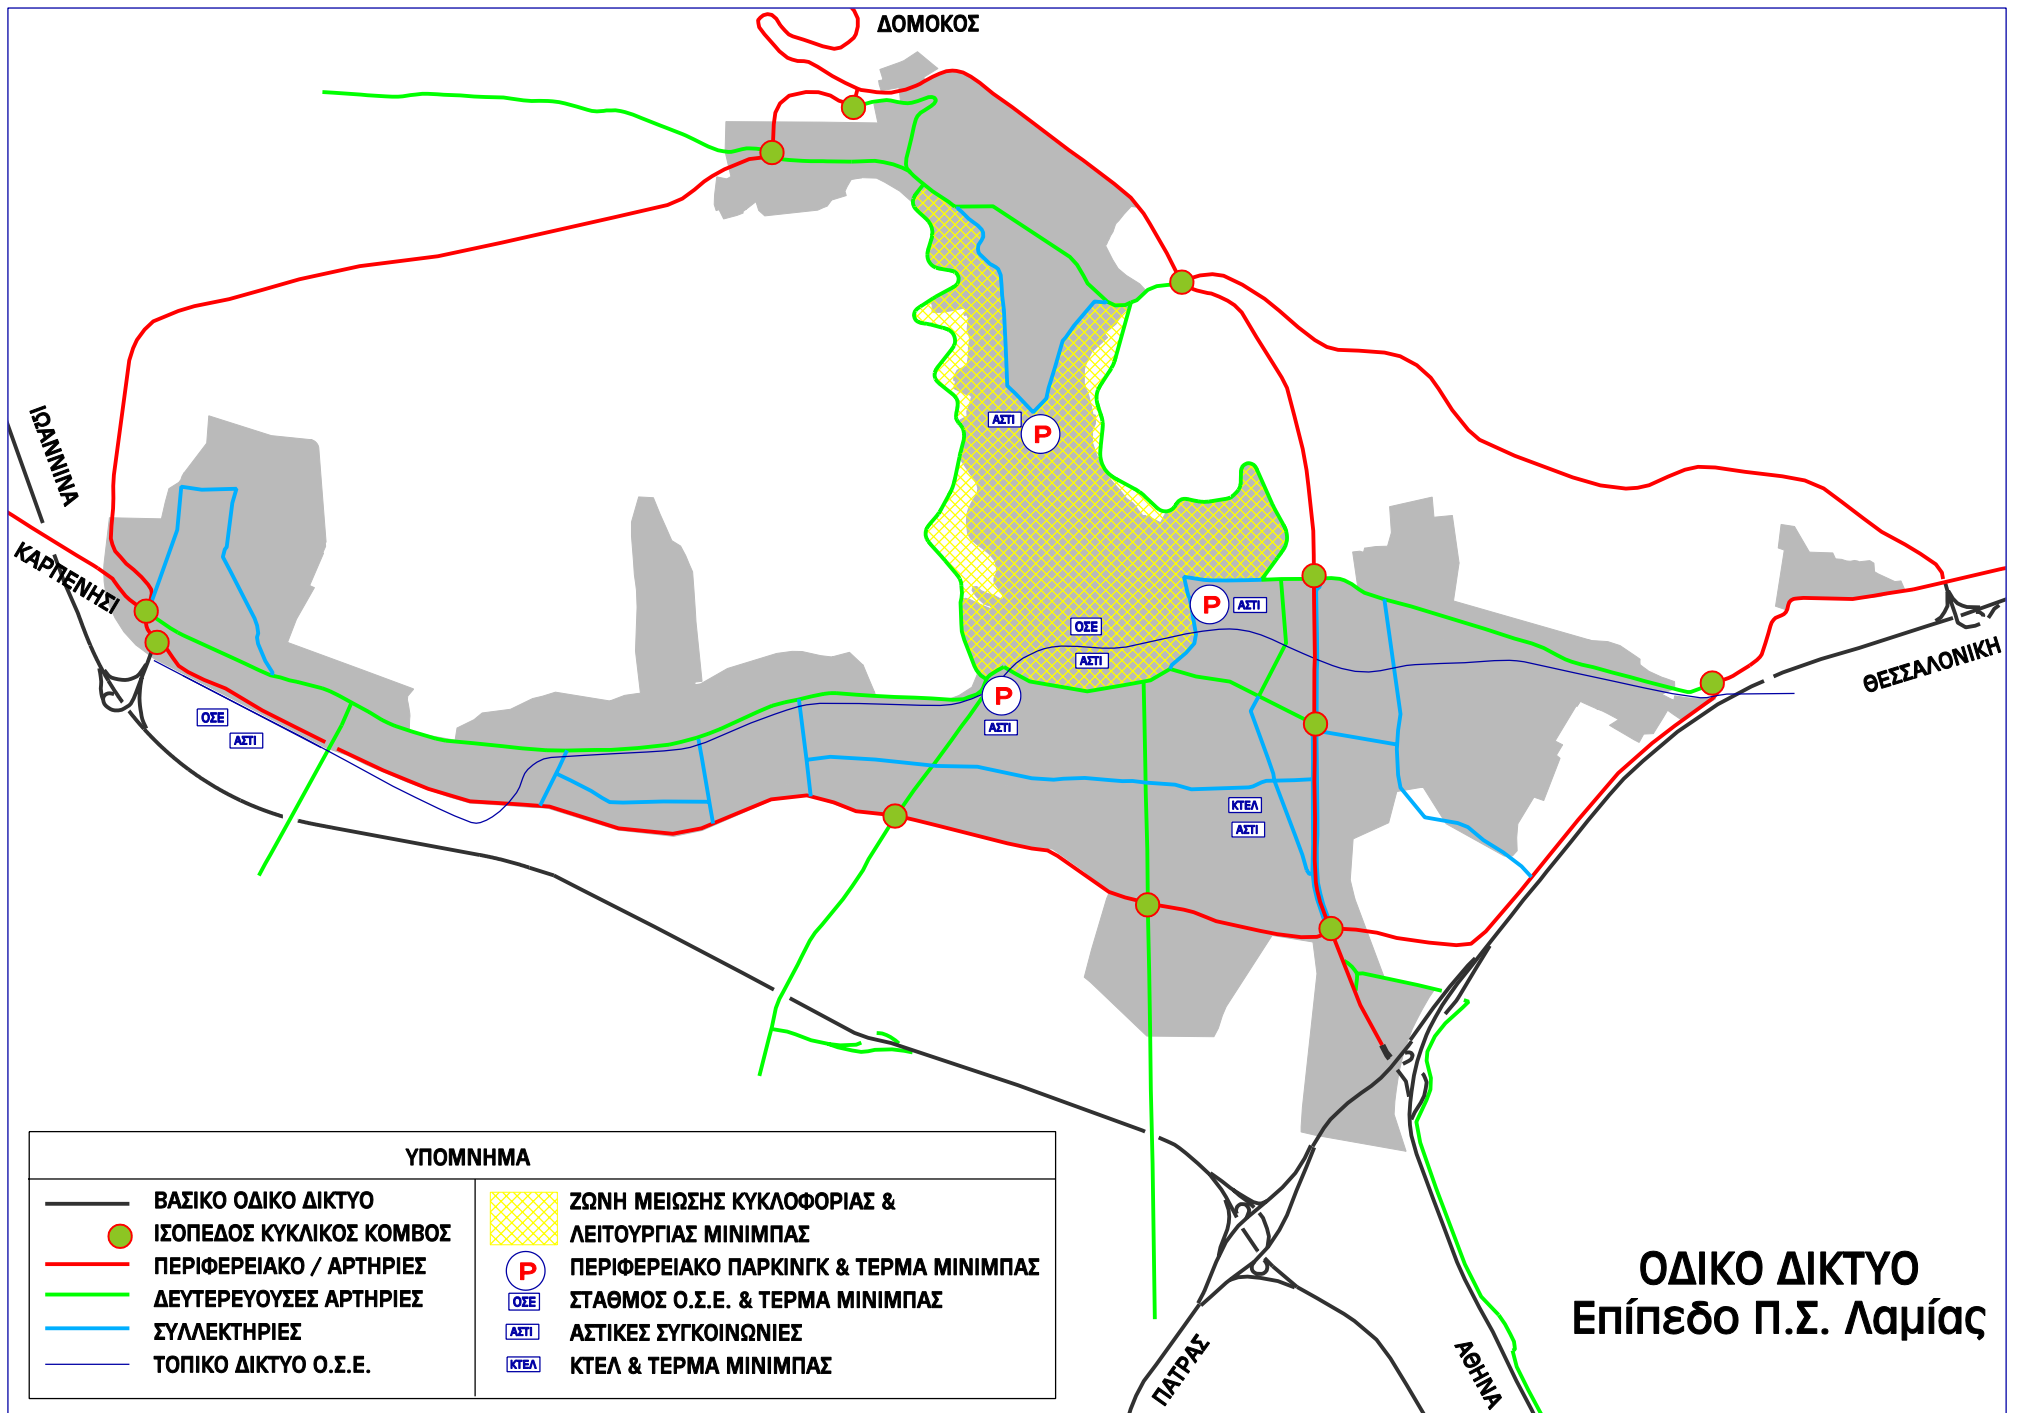 ΔΟΜΟΚΟΣ
ΙΩΑΝΝΙΝΑ
ΚΑΡΠΕΝΗΣΙ
ΑΣΤΙ
P
P
ΑΣΤΙ
ΟΣΕ
ΑΣΤΙ
ΘΕΣΣΑΛΟΝΙΚΗ
P
ΑΣΤΙ
ΟΣΕ
ΑΣΤΙ
ΚΤΕΛ
ΑΣΤΙ
ΥΠΟΜΝΗΜΑ
ΒΑΣΙΚΟ ΟΔΙΚΟ ΔΙΚΤΥΟ
ΙΣΟΠΕΔΟΣ ΚΥΚΛΙΚΟΣ ΚΟΜΒΟΣ
ΠΕΡΙΦΕΡΕΙΑΚΟ / ΑΡΤΗΡΙΕΣ
ΔΕΥΤΕΡΕΥΟΥΣΕΣ ΑΡΤΗΡΙΕΣ
ΣΥΛΛΕΚΤΗΡΙΕΣ
ΤΟΠΙΚΟ ΔΙΚΤΥΟ Ο.Σ.Ε.
ΖΩΝΗ ΜΕΙΩΣΗΣ ΚΥΚΛΟΦΟΡΙΑΣ &
ΛΕΙΤΟΥΡΓΙΑΣ ΜΙΝΙΜΠΑΣ
P ΠΕΡΙΦΕΡΕΙΑΚΟ ΠΑΡΚΙΝΓΚ & ΤΕΡΜΑ ΜΙΝΙΜΠΑΣ
ΟΣΕ ΣΤΑΘΜΟΣ Ο.Σ.Ε. & ΤΕΡΜΑ ΜΙΝΙΜΠΑΣ
ΑΣΤΙ ΑΣΤΙΚΕΣ ΣΥΓΚΟΙΝΩΝΙΕΣ
ΚΤΕΛ ΚΤΕΛ & ΤΕΡΜΑ ΜΙΝΙΜΠΑΣ
ΠΑΤΡΑΣ
ΑΘΗΝΑ
ΟΔΙΚΟ ΔΙΚΤΥΟ
Επίπεδο Π.Σ. Λαμίας